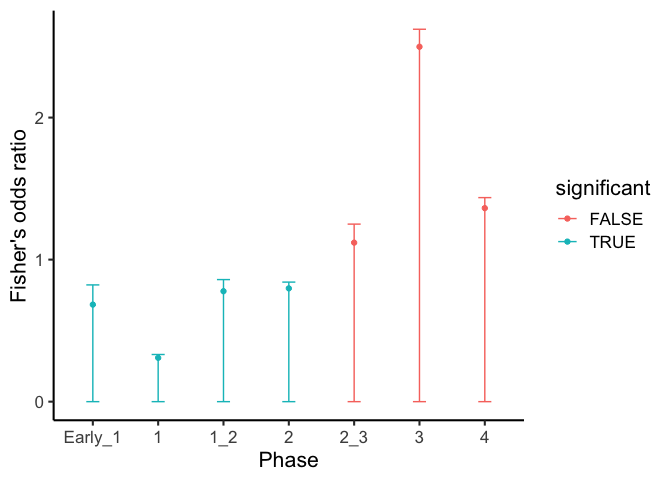 Fisher's odds ratio
2
1
0
Early_1 1 1_2 2 2_3 3 4
Phase
significant
FALSE
TRUE